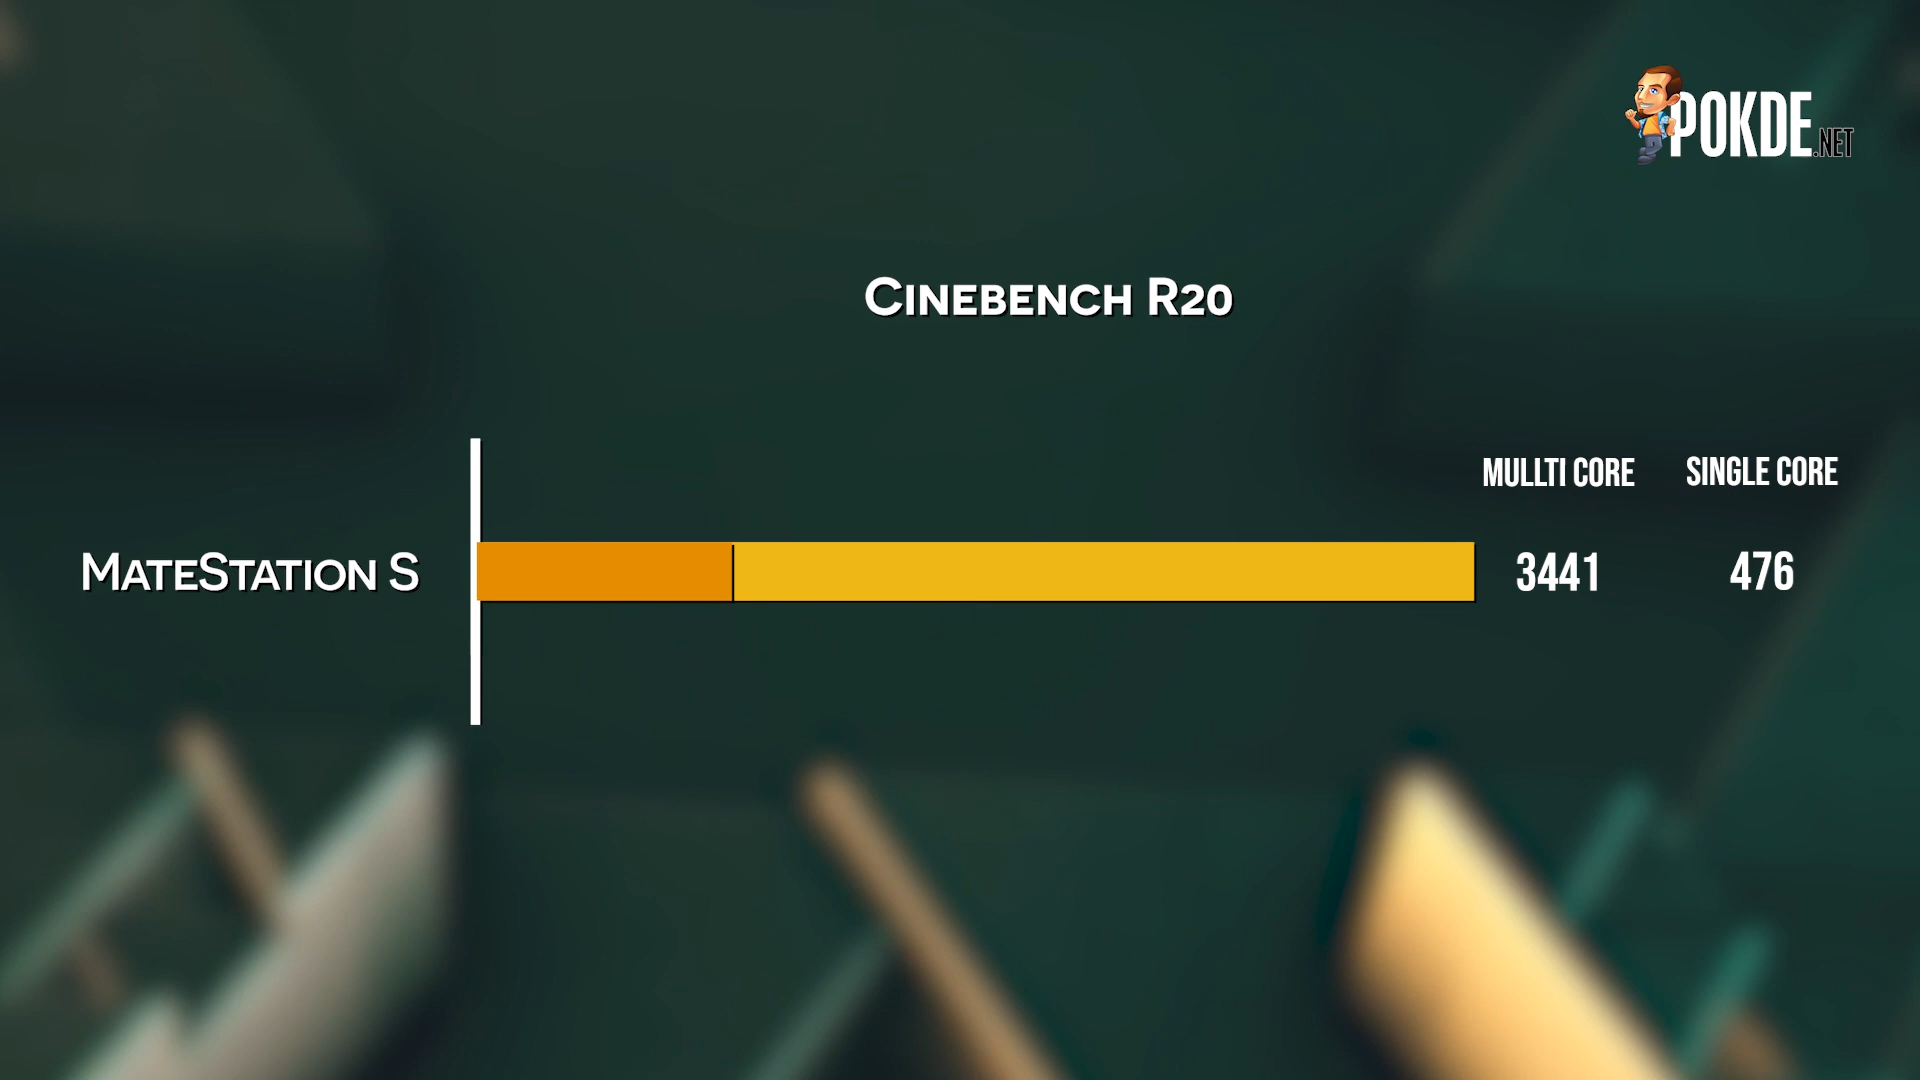 POKDE.NET
CINEBENCH R20
MULLTI CORE SINGLE CORE
MATESTATION S 3441 476